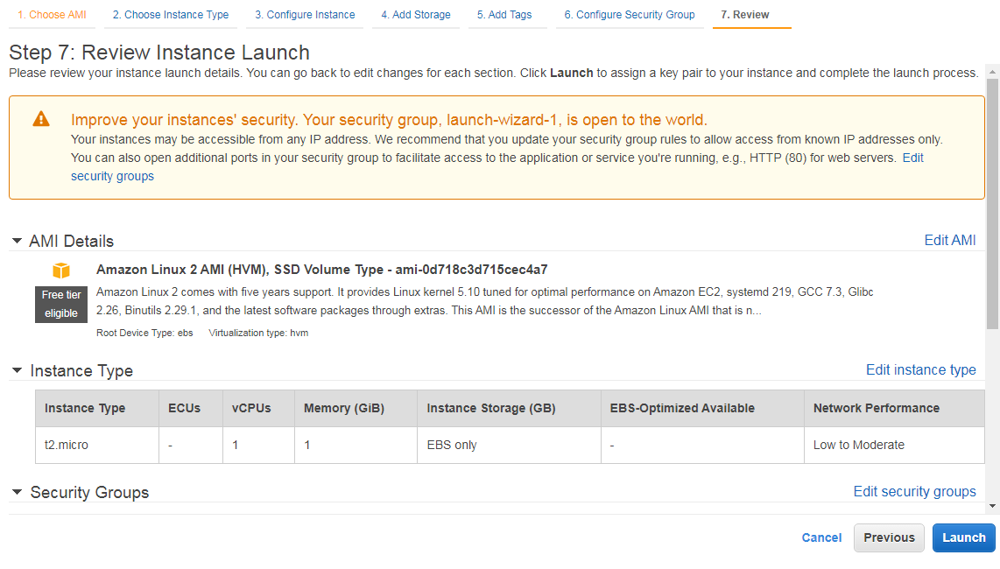 1. Choose AMI 2. Choose Instance Type 3. Configure Instance 4. Add Storage 5. Add Tags 6. Configure Security Group 7. Review
Step 7: Review Instance Launch
Please review your instance launch details. You can go back to edit changes for each section. Click Launch to assign a key pair to your instance and complete the launch process.
Improve your instances' security. Your security group, launch-wizard-1, is open to the world.
Your instances may be accessible from any IP address. We recommend that you update your security group rules to allow access from known IP addresses only.
You can also open additional ports in your security group to facilitate access to the application or service you're running, e.g., HTTP (80) for web servers. Edit
security groups
AMI Details Edit AMI
Amazon Linux 2 AMI (HVM), SSD Volume Type - ami-0d718c3d715cec4a7
Free tier
eligible
Amazon Linux 2 comes with five years support. It provides Linux kernel 5.10 tuned for optimal performance on Amazon EC2, systemd 219, GCC 7.3, Glibc
2.26, Binutils 2.29.1, and the latest software packages through extras. This AMI is the successor of the Amazon Linux AMI that is n...
Root Device Type: ebs Virtualization type: hvm
Instance Type Edit instance type
Instance Type ECUs vCPUs Memory (GiB) Instance Storage (GB) EBS-Optimized Available Network Performance
t2.micro - 1 1 EBS only - Low to Moderate
Security Groups Edit security groups
Cancel Previous Launch